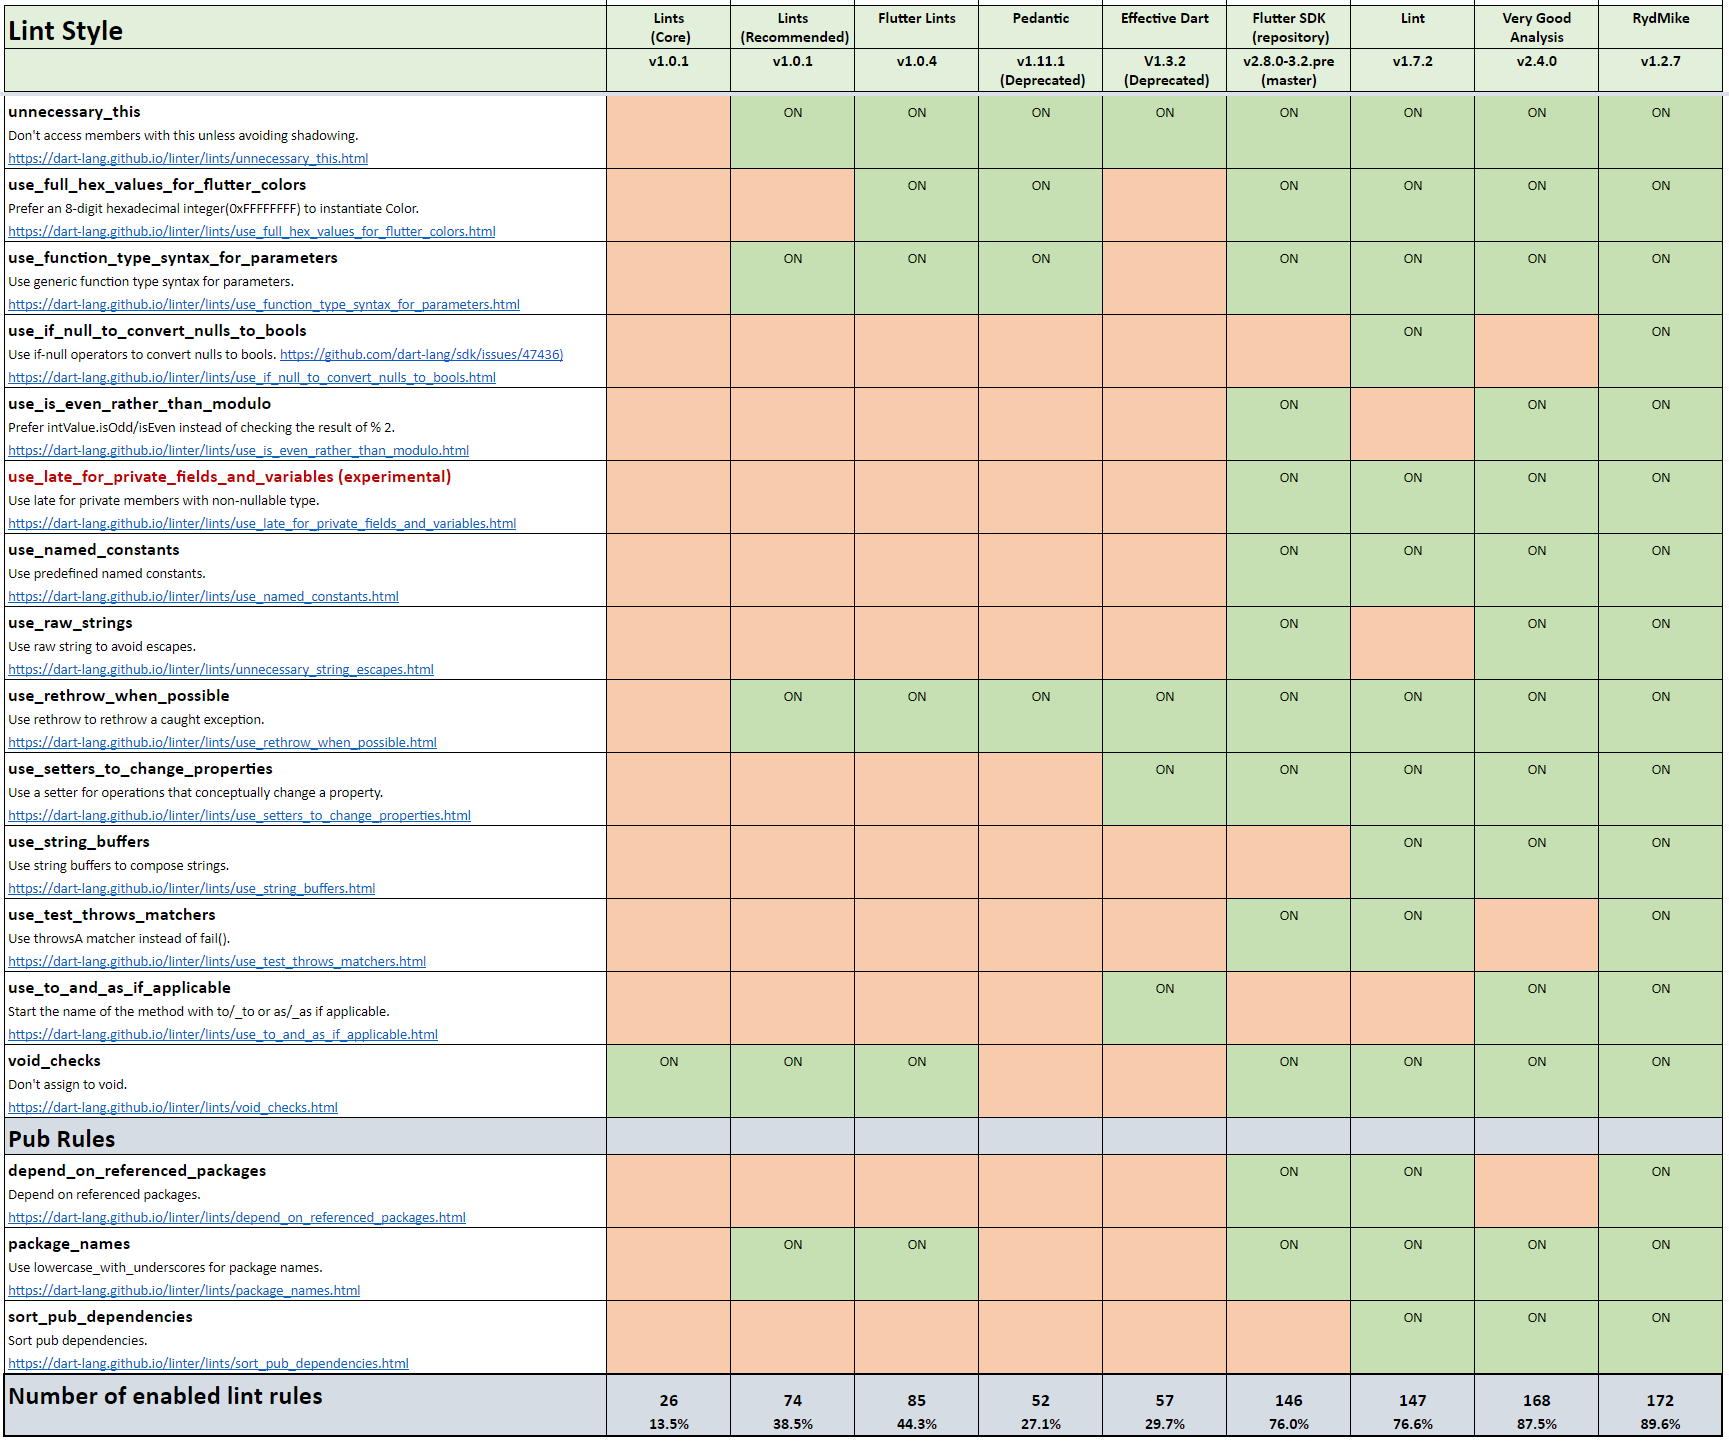 Lint Style Lints (Core) Lints (Recommended) Flutter Lints Pedantic Effective Dart Flutter SDK (repository) Lint Very Good Analysis RydMike
v1.0.1 v1.0.1 v1.0.4 v1.11.1 (Deprecated) V1.3.2 (Deprecated) v2.8.0-3.2.pre (master) v1.7.2 v2.4.0 v1.2.7
unnecessary_this ON ON ON ON ON ON ON ON
Don't access members with this unless avoiding shadowing.
https://dart-lang.github.io/linter/lints/unnecessary_this.html
use_full_hex_values_for_flutter_colors ON ON ON ON ON ON
Prefer an 8-digit hexadecimal integer(0xFFFFFFFF) to instantiate Color.
https://dart-lang.github.io/linter/lints/use_full_hex_values_for_flutter_colors.html
use_function_type_syntax_for_parameters ON ON ON ON ON ON ON
Use generic function type syntax for parameters.
https://dart-lang.github.io/linter/lints/use_function_type_syntax_for_parameters.html
use_if_null_to_convert_nulls_to_bools ON ON
Use if-null operators to convert nulls to bools. https://github.com/dart-lang/sdk/issues/47436)
https://dart-lang.github.io/linter/lints/use_if_null_to_convert_nulls_to_bools.html
use_is_even_rather_than_modulo ON ON ON
Prefer intValue.isOdd/isEven instead of checking the result of % 2.
https://dart-lang.github.io/linter/lints/use_is_even_rather_than_modulo.html
use_late_for_private_fields_and_variables (experimental) ON ON ON ON
Use late for private members with non-nullable type.
https://dart-lang.github.io/linter/lints/use_late_for_private_fields_and_variables.html
use_named_constants ON ON ON ON
Use predefined named constants.
https://dart-lang.github.io/linter/lints/use_named_constants.html
use_raw_strings ON ON ON
Use raw string to avoid escapes.
https://dart-lang.github.io/linter/lints/unnecessary_string_escapes.html
use_rethrow_when_possible ON ON ON ON ON ON ON ON
Use rethrow to rethrow a caught exception.
https://dart-lang.github.io/linter/lints/use_rethrow_when_possible.html
use_setters_to_change_properties ON ON ON ON ON
Use a setter for operations that conceptually change a property.
https://dart-lang.github.io/linter/lints/use_setters_to_change_properties.html
use_string_buffers ON ON ON
Use string buffers to compose strings.
https://dart-lang.github.io/linter/lints/use_string_buffers.html
use_test_throws_matchers ON ON ON
Use throwsA matcher instead of fail().
https://dart-lang.github.io/linter/lints/use_test_throws_matchers.html
use_to_and_as_if_applicable ON ON ON
Start the name of the method with to/_to or as/_as if applicable.
https://dart-lang.github.io/linter/lints/use_to_and_as_if_applicable.html
void_checks ON ON ON ON ON ON ON
Don't assign to void.
https://dart-lang.github.io/linter/lints/void_checks.html
Pub Rules
depend_on_referenced_packages ON ON ON
Depend on referenced packages.
https://dart-lang.github.io/linter/lints/depend_on_referenced_packages.html
package_names ON ON ON ON ON ON
Use lowercase_with_underscores for package names.
https://dart-lang.github.io/linter/lints/package_names.html
sort_pub_dependencies ON ON ON
Sort pub dependencies.
https://dart-lang.github.io/linter/lints/sort_pub_dependencies.html
Number of enabled lint rules 26 74 85 52 57 146 147 168 172
13.5% 38.5% 44.3% 27.1% 29.7% 76.0% 76.6% 87.5% 89.6%